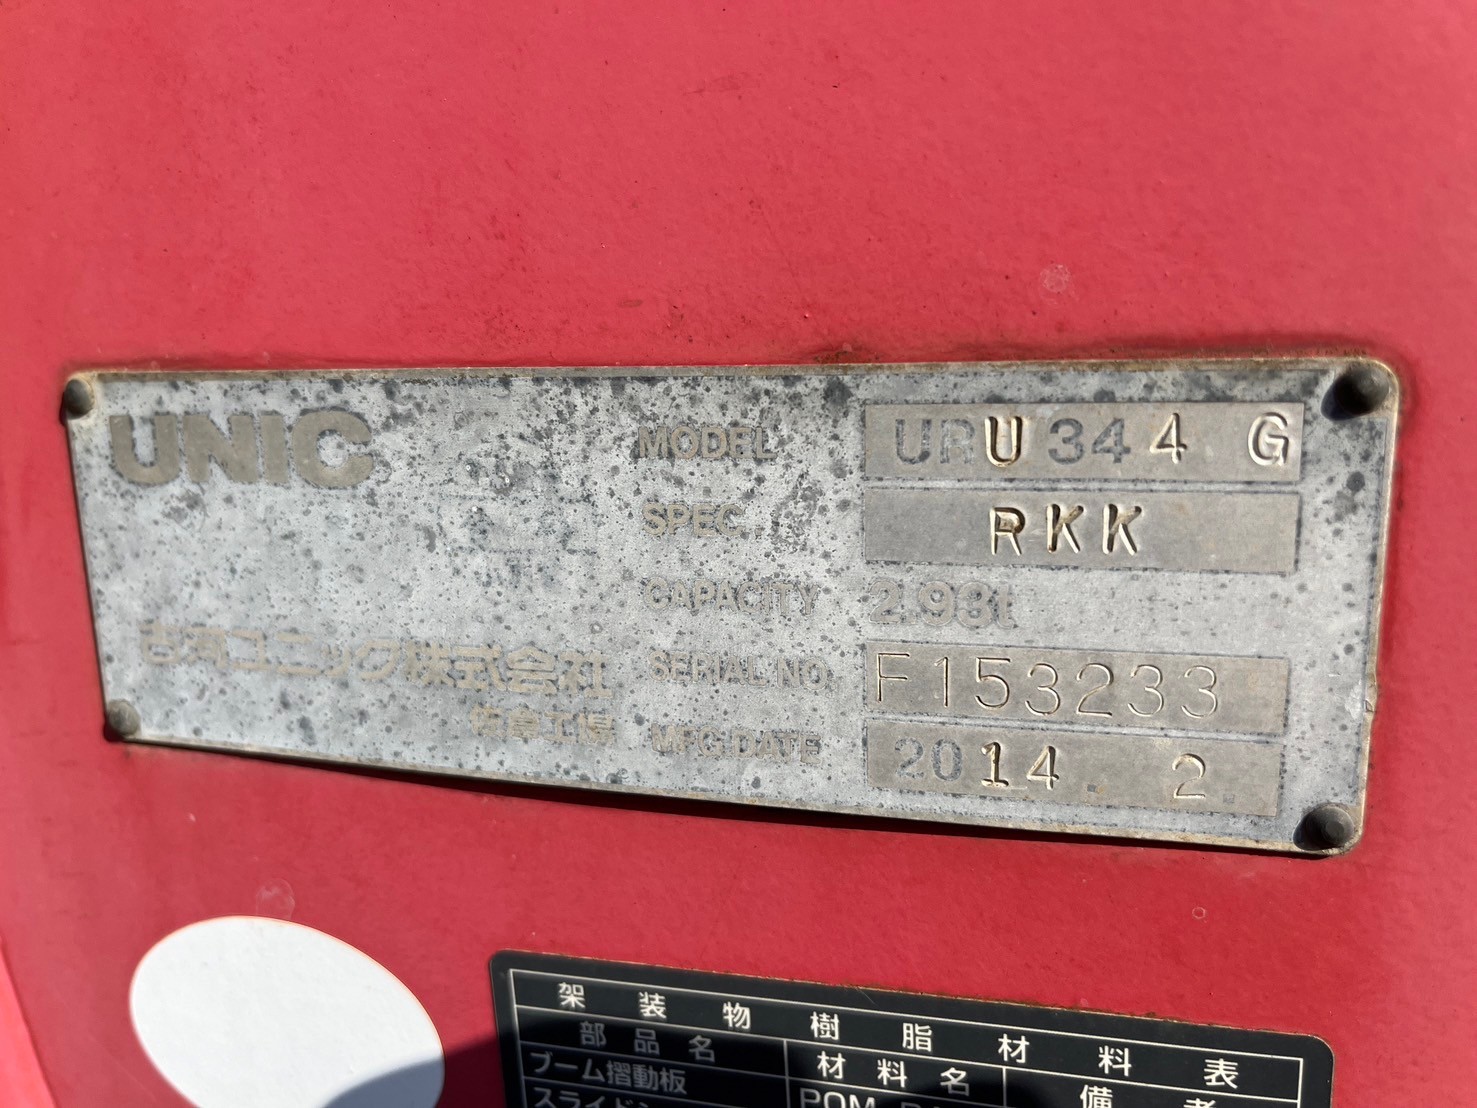 UNIC
MODEL URU344 G
SPEC. RKK
CAPACITY 2.93t
古河ユニック株式会社
佐倉工場
SERIAL NO. F153233
MFG.DATE 2014. 2.
架装物樹脂材料表
部品名 材料名 備考
ブーム摺動板 POM